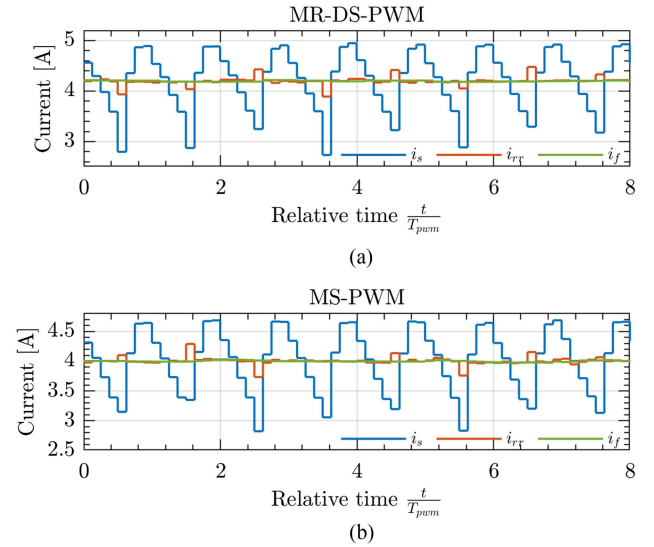 MR-DS-PWM
Current [A]
5
4
3
i_s i_rr i_f
0 2 4 6 8
Relative time t/T_pwm
(a)
MS-PWM
Current [A]
4.5
4
3.5
3
2.5
i_s i_rr i_f
0 2 4 6 8
Relative time t/T_pwm
(b)